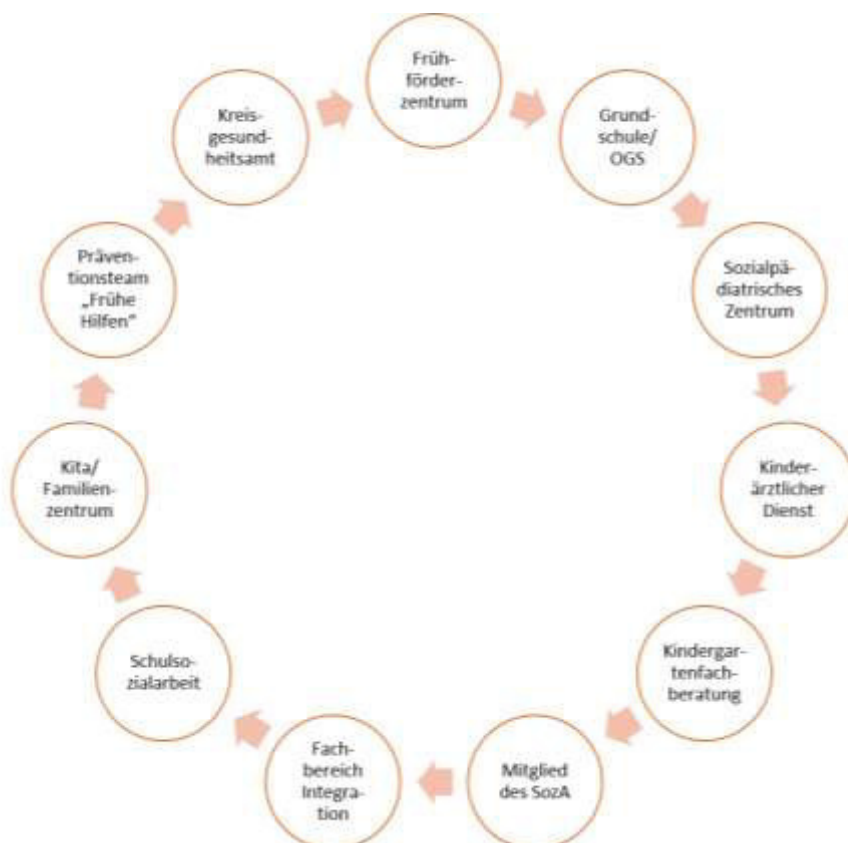 Früh-
förder-
zentrum
Grund-
schule/
OGS
Sozialpä-
diatrisches
Zentrum
Kinder-
ärztlicher
Dienst
Kindergar-
tenfach-
beratung
Mitglied
des SozA
Fach-
bereich
Integra-
tion
Schulso-
zialarbeit
Kita/
Familien-
zentrum
Präven-
tionsteam
„Frühe
Hilfen“
Kreis-
gesund-
heitsamt